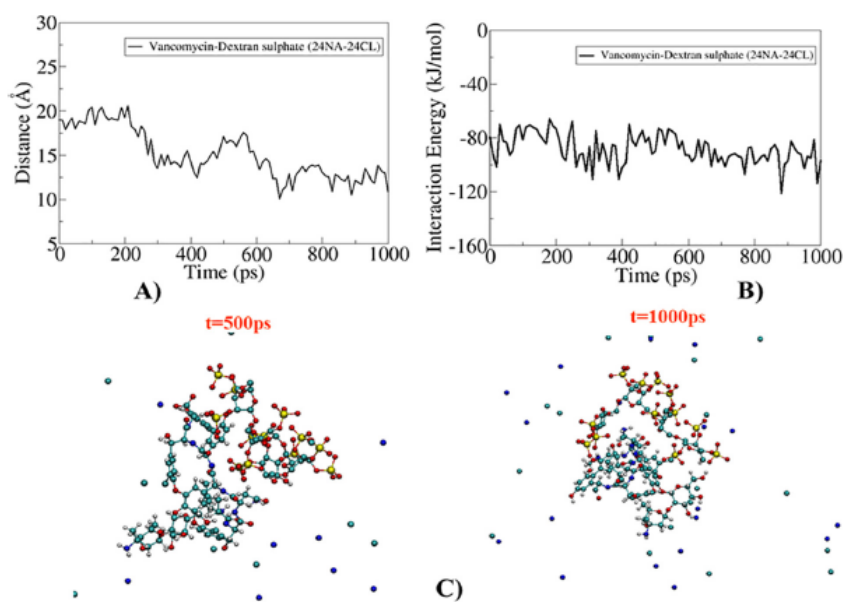 30
25
20
15
10
5
Distance (Å)
Vancomycin-Dextran sulphate (24NA-24CL)
0 200 400 600 800 1000
Time (ps)
A)
0
-40
-80
-120
-160
Interaction Energy (kJ/mol)
Vancomycin-Dextran sulphate (24NA-24CL)
0 200 400 600 800 1000
Time (ps)
B)
t=500ps
t=1000ps
C)